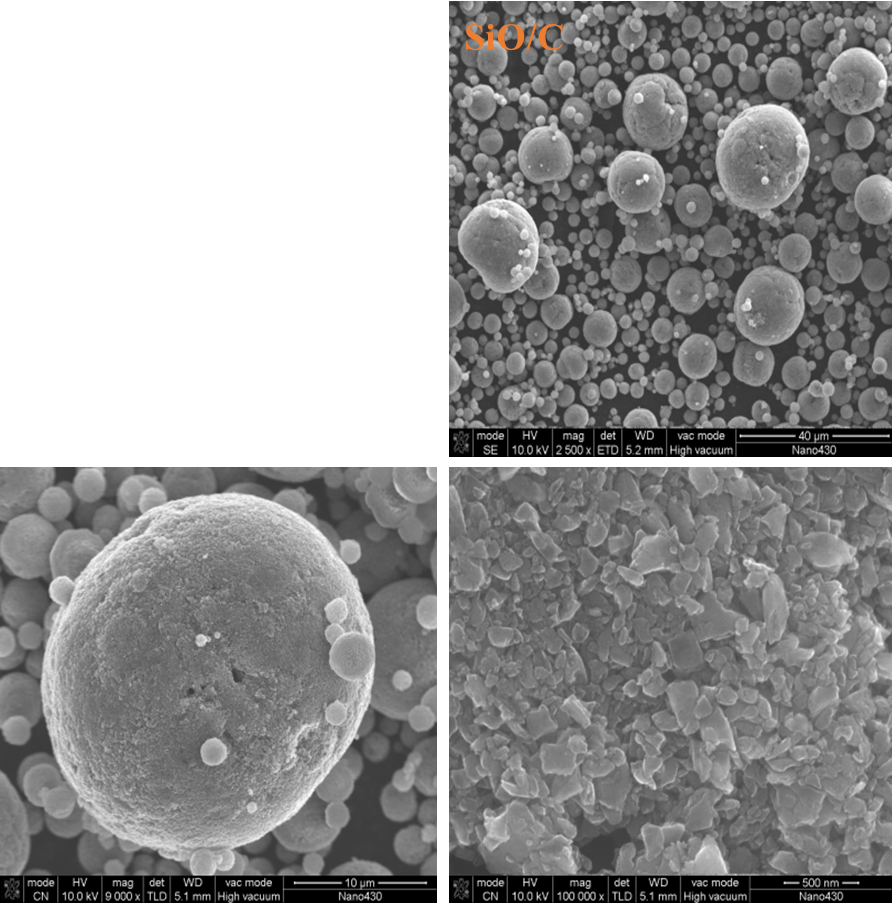 SiO/C
mode HV mag det WD vac mode 40 µm
SE 10.0 kV 2 500 x ETD 5.2 mm High vacuum Nano430
mode HV mag det WD vac mode 10 µm
CN 10.0 kV 9 000 x TLD 5.1 mm High vacuum Nano430
mode HV mag det WD vac mode 500 nm
CN 10.0 kV 100 000 x TLD 5.1 mm High vacuum Nano430